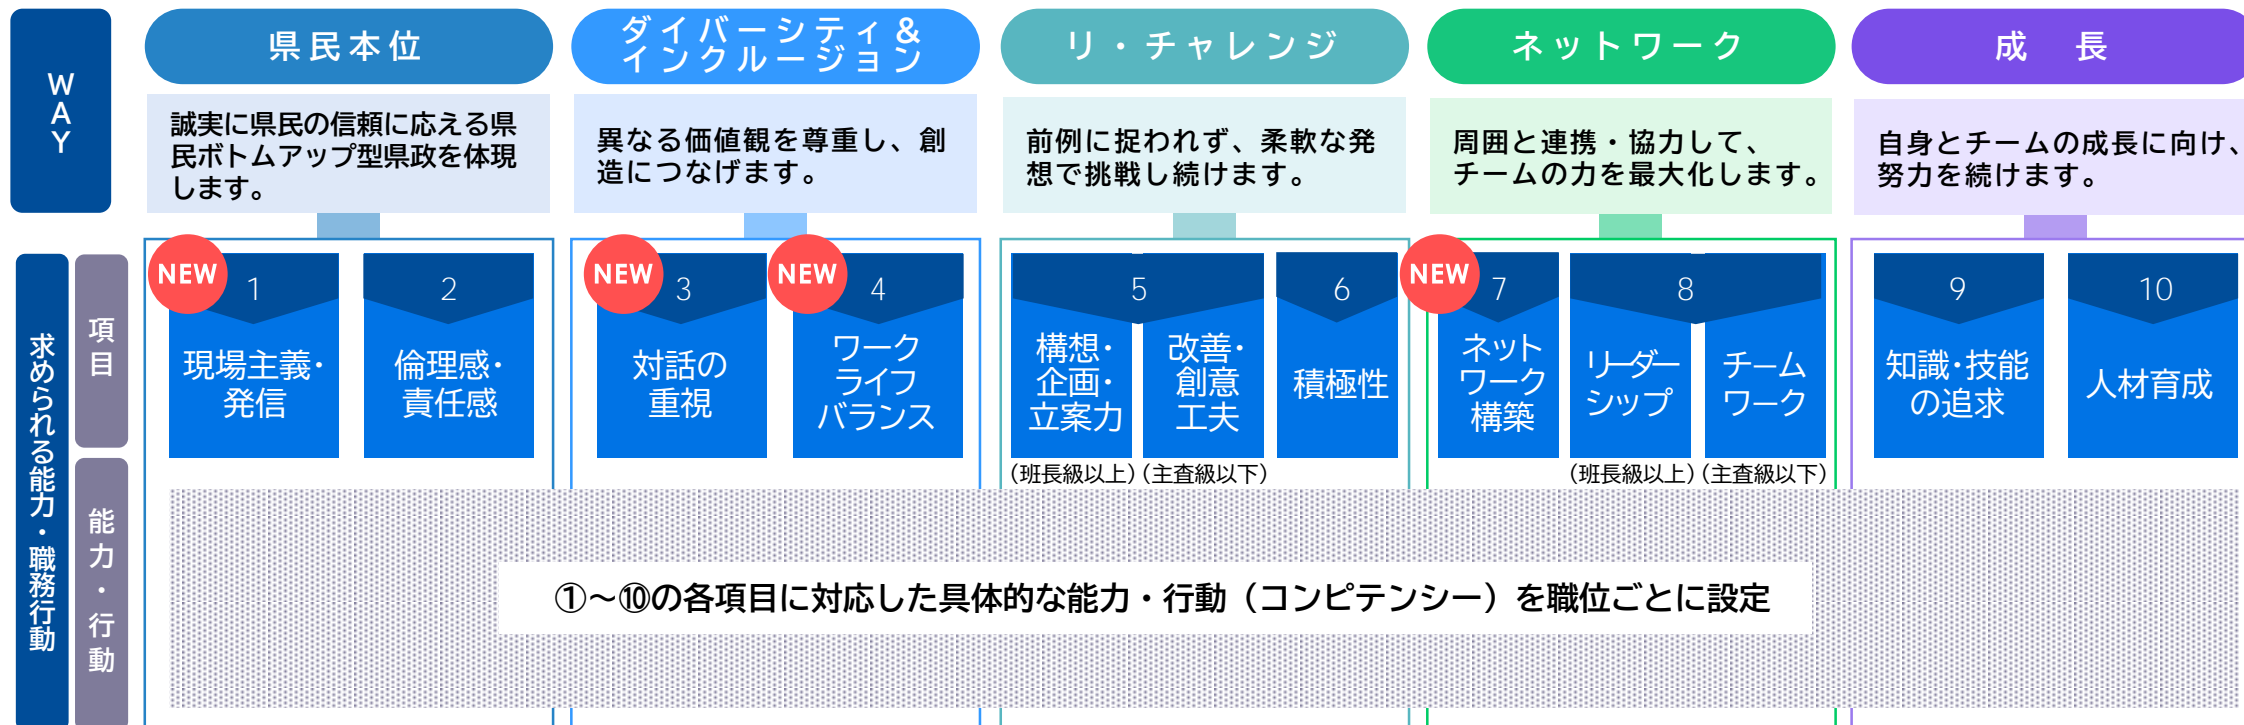 WAY
県民本位
ダイバーシティ&
インクルージョン
リ・チャレンジ
ネットワーク
成 長
誠実に県民の信頼に応える県
民ボトムアップ型県政を体現
します。
異なる価値観を尊重し、創
造につなげます。
前例に捉われず、柔軟な発
想で挑戦し続けます。
周囲と連携・協力して、
チームの力を最大化します。
自身とチームの成長に向け、
努力を続けます。
求められる能力・職務行動
項目
NEW
1
現場主義・
発信
2
倫理感・
責任感
NEW
3
対話の
重視
NEW
4
ワーク
ライフ
バランス
5
構想・
企画・
立案力
(班長級以上)
改善・
創意
工夫
(主査級以下)
6
積極性
NEW
7
ネット
ワーク
構築
8
リーダー
シップ
(班長級以上)
チーム
ワーク
(主査級以下)
9
知識・技能
の追求
10
人材育成
能力・行動
①～⑩の各項目に対応した具体的な能力・行動（コンピテンシー）を職位ごとに設定